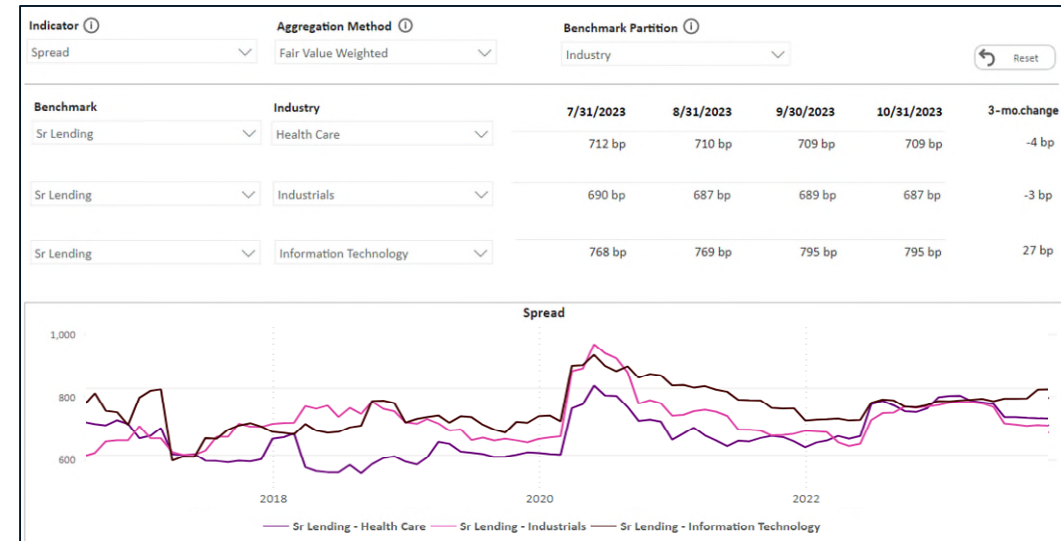 Indicator ⓘ Aggregation Method ⓘ Benchmark Partition ⓘ
Spread Fair Value Weighted Industry Reset
Benchmark Industry 7/31/2023 8/31/2023 9/30/2023 10/31/2023 3-mo.change
Sr Lending Health Care 712 bp 710 bp 709 bp 709 bp -4 bp
Sr Lending Industrials 690 bp 687 bp 689 bp 687 bp -3 bp
Sr Lending Information Technology 768 bp 769 bp 795 bp 795 bp 27 bp
Spread
1,000
800
600
2018 2020 2022
Sr Lending - Health Care Sr Lending - Industrials Sr Lending - Information Technology